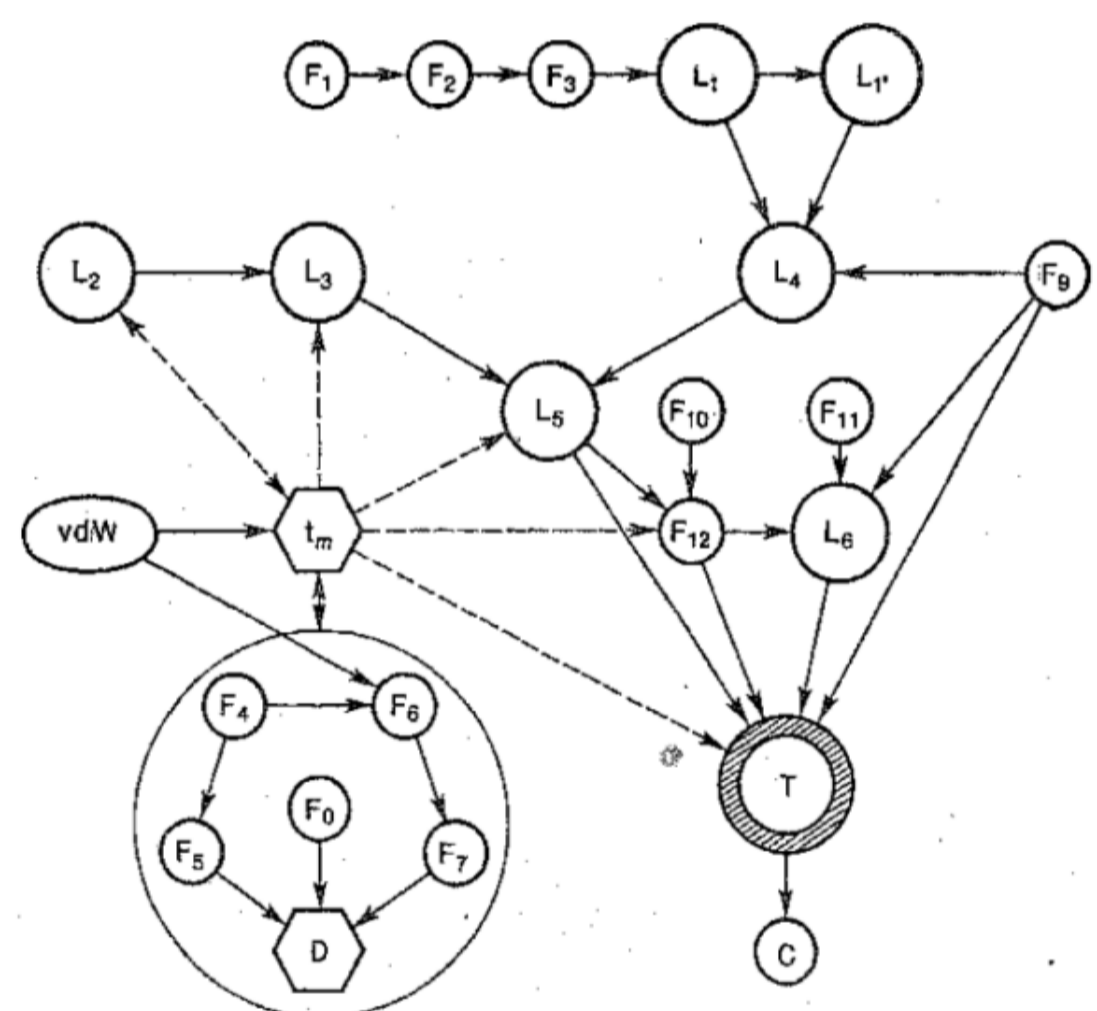 F₁ F₂ F₃ L₁ L₁'
L₂ L₃ L₄ F₉
L₅ F₁₀ F₁₁
vdW tₘ F₁₂ L₆
F₄ F₆
F₀ T
F₅ F₇
D C